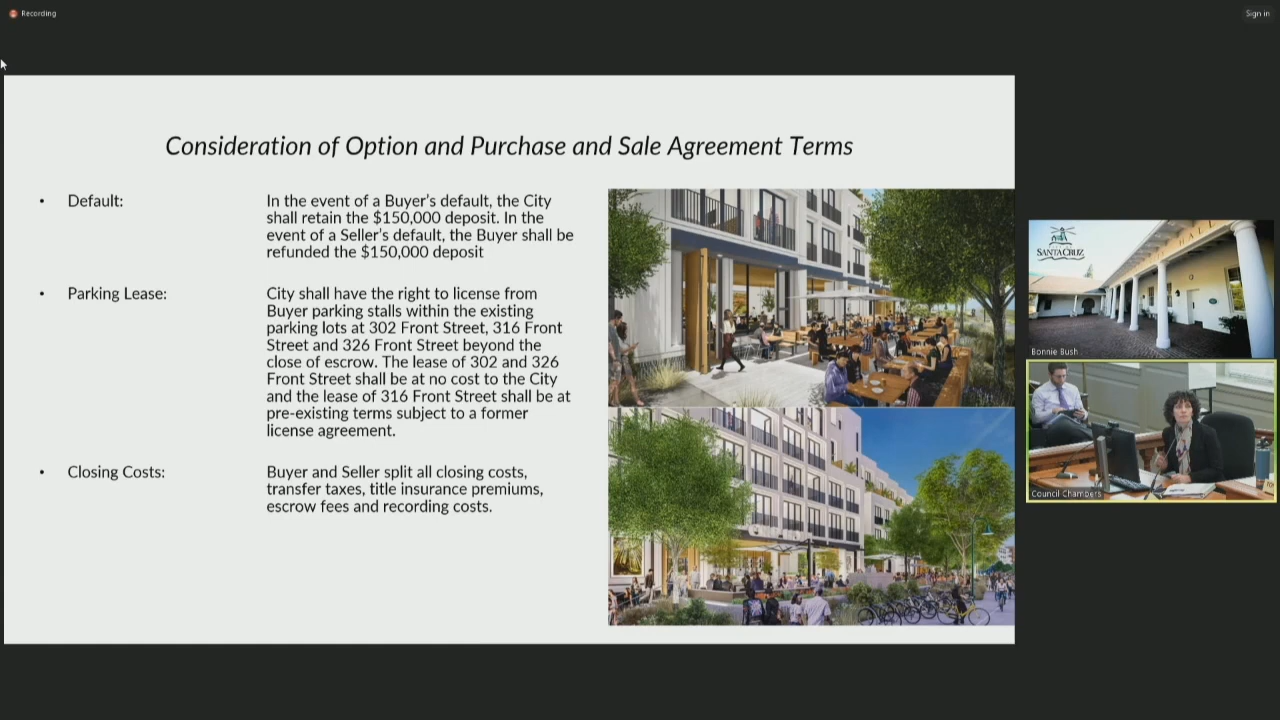 Recording
Sign in
Consideration of Option and Purchase and Sale Agreement Terms
• Default: In the event of a Buyer's default, the City
shall retain the $150,000 deposit. In the
event of a Seller's default, the Buyer shall be
refunded the $150,000 deposit
• Parking Lease: City shall have the right to license from
Buyer parking stalls within the existing
parking lots at 302 Front Street, 316 Front
Street and 326 Front Street beyond the
close of escrow. The lease of 302 and 326
Front Street shall be at no cost to the City
and the lease of 316 Front Street shall be at
pre-existing terms subject to a former
license agreement.
• Closing Costs: Buyer and Seller split all closing costs,
transfer taxes, title insurance premiums,
escrow fees and recording costs.
SANTA CRUZ
Bonnie Bush
Council Chambers